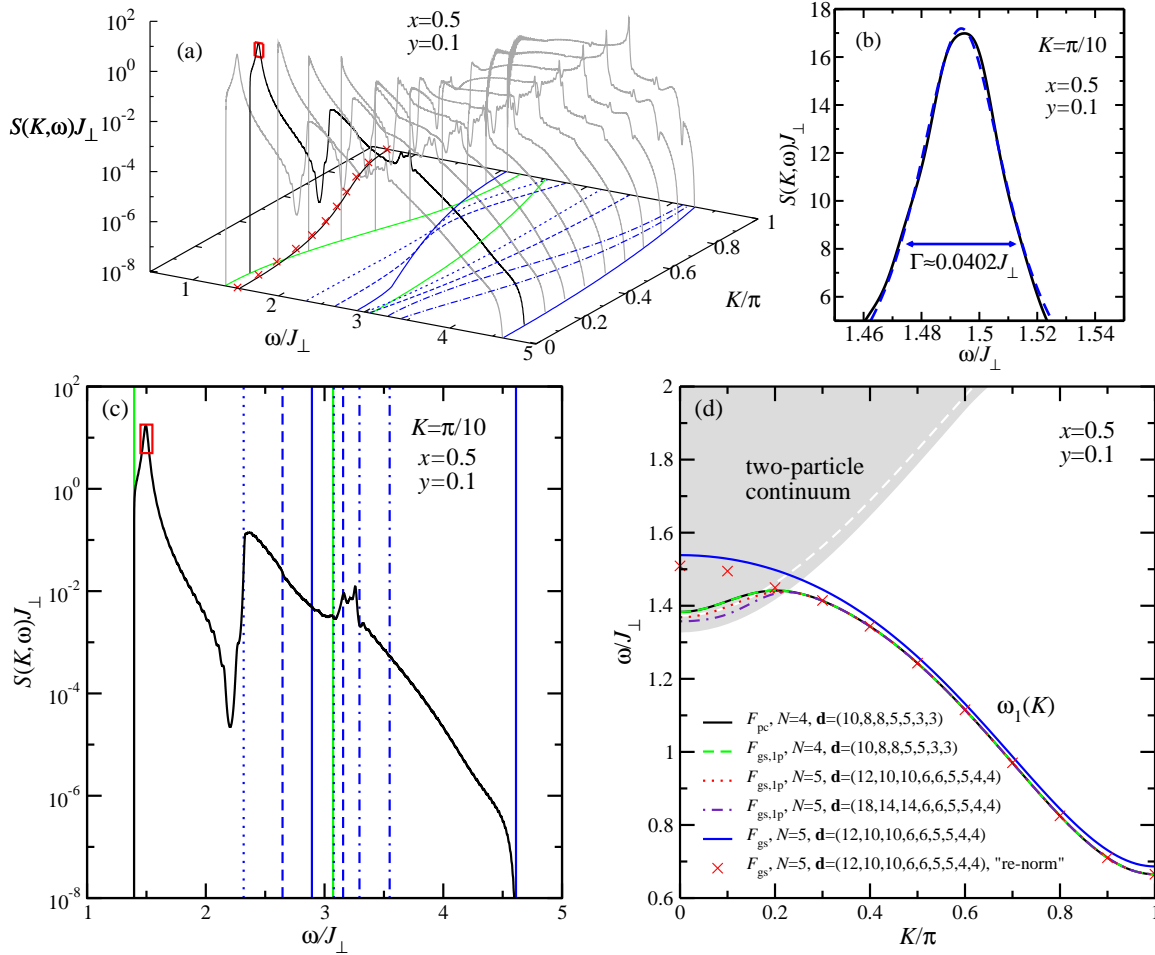 (a)
x=0.5
y=0.1
S(K,ω)J⊥
10^2
10^0
10^-2
10^-4
10^-6
10^-8
1
2
3
4
5
ω/J⊥
0
0.2
0.4
0.6
0.8
1
K/π
(b)
K=π/10
x=0.5
y=0.1
S(K,ω)J⊥
18
17
16
14
12
10
8
6
Γ≈0.0402J⊥
1.46
1.48
1.5
1.52
1.54
ω/J⊥
(c)
K=π/10
x=0.5
y=0.1
S(K,ω)J⊥
10^2
10^0
10^-2
10^-4
10^-6
10^-8
1
2
3
4
5
ω/J⊥
(d)
x=0.5
y=0.1
two-particle
continuum
ω/J⊥
2
1.8
1.6
1.4
1.2
1
0.8
0.6
ω1(K)
Fpc, N=4, d=(10,8,8,5,5,3,3)
Fgs,1p, N=4, d=(10,8,8,5,5,3,3)
Fgs,1p, N=5, d=(12,10,10,6,6,5,5,4,4)
Fgs,1p, N=5, d=(18,14,14,6,6,5,5,4,4)
Fgs, N=5, d=(12,10,10,6,6,5,5,4,4)
Fgs, N=5, d=(12,10,10,6,6,5,5,4,4), "re-norm"
0
0.2
0.4
0.6
0.8
1
K/π